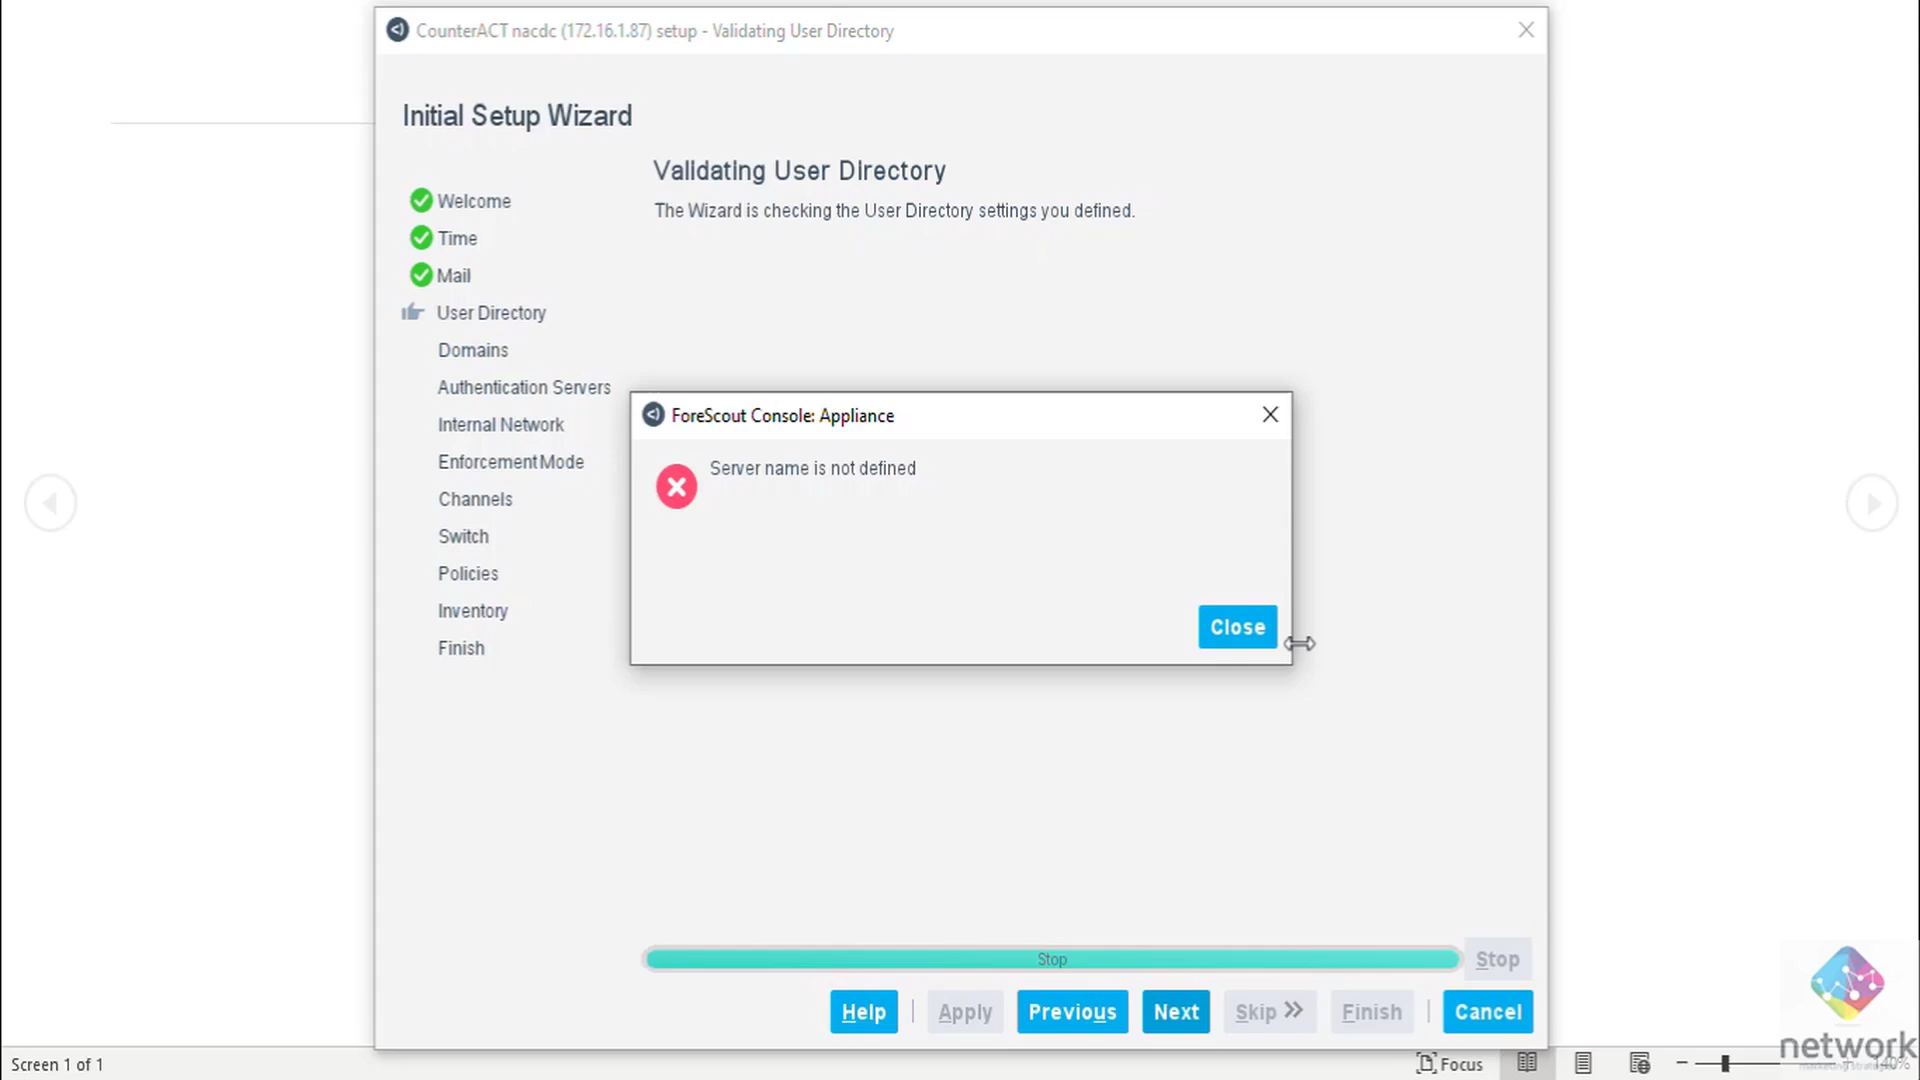 CounterACT nacdc (172.16.1.87) setup - Validating User Directory
Initial Setup Wizard
Validating User Directory
The Wizard is checking the User Directory settings you defined.
Welcome
Time
Mail
User Directory
Domains
Authentication Servers
Internal Network
Enforcement Mode
Channels
Switch
Policies
Inventory
Finish
ForeScout Console: Appliance
Server name is not defined
Close
Stop
Stop
Help
Apply
Previous
Next
Skip
Finish
Cancel
Screen 1 of 1
Focus
140%
network